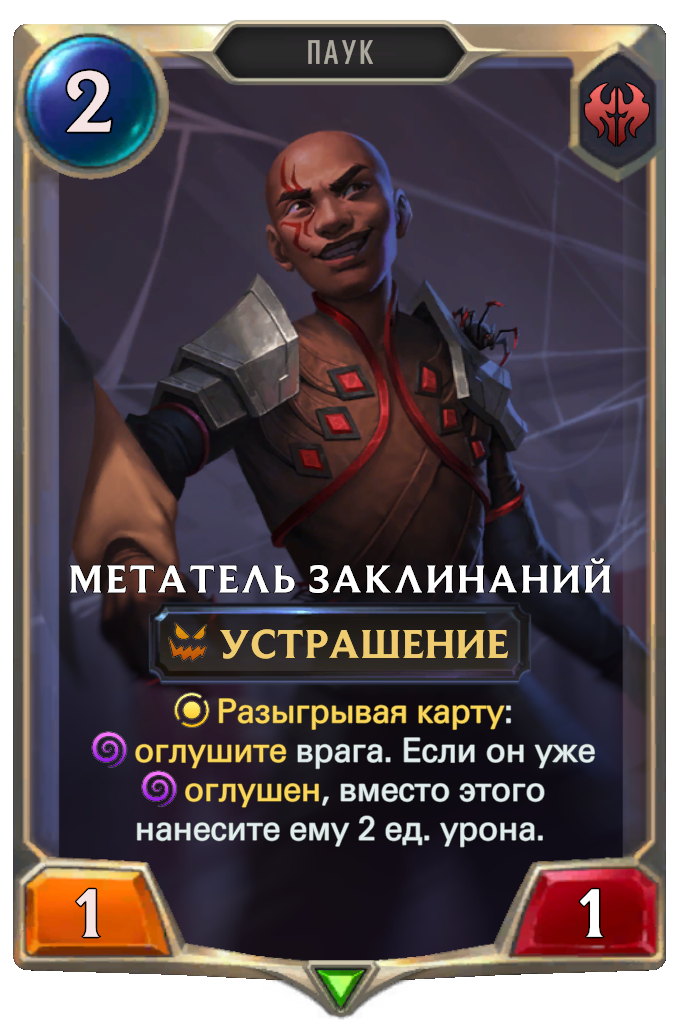 ПАУК
2
МЕТАТЕЛЬ ЗАКЛИНАНИЙ
УСТРАШЕНИЕ
Разыгрывая карту:
оглушите врага. Если он уже
оглушен, вместо этого
нанесите ему 2 ед. урона.
1
1